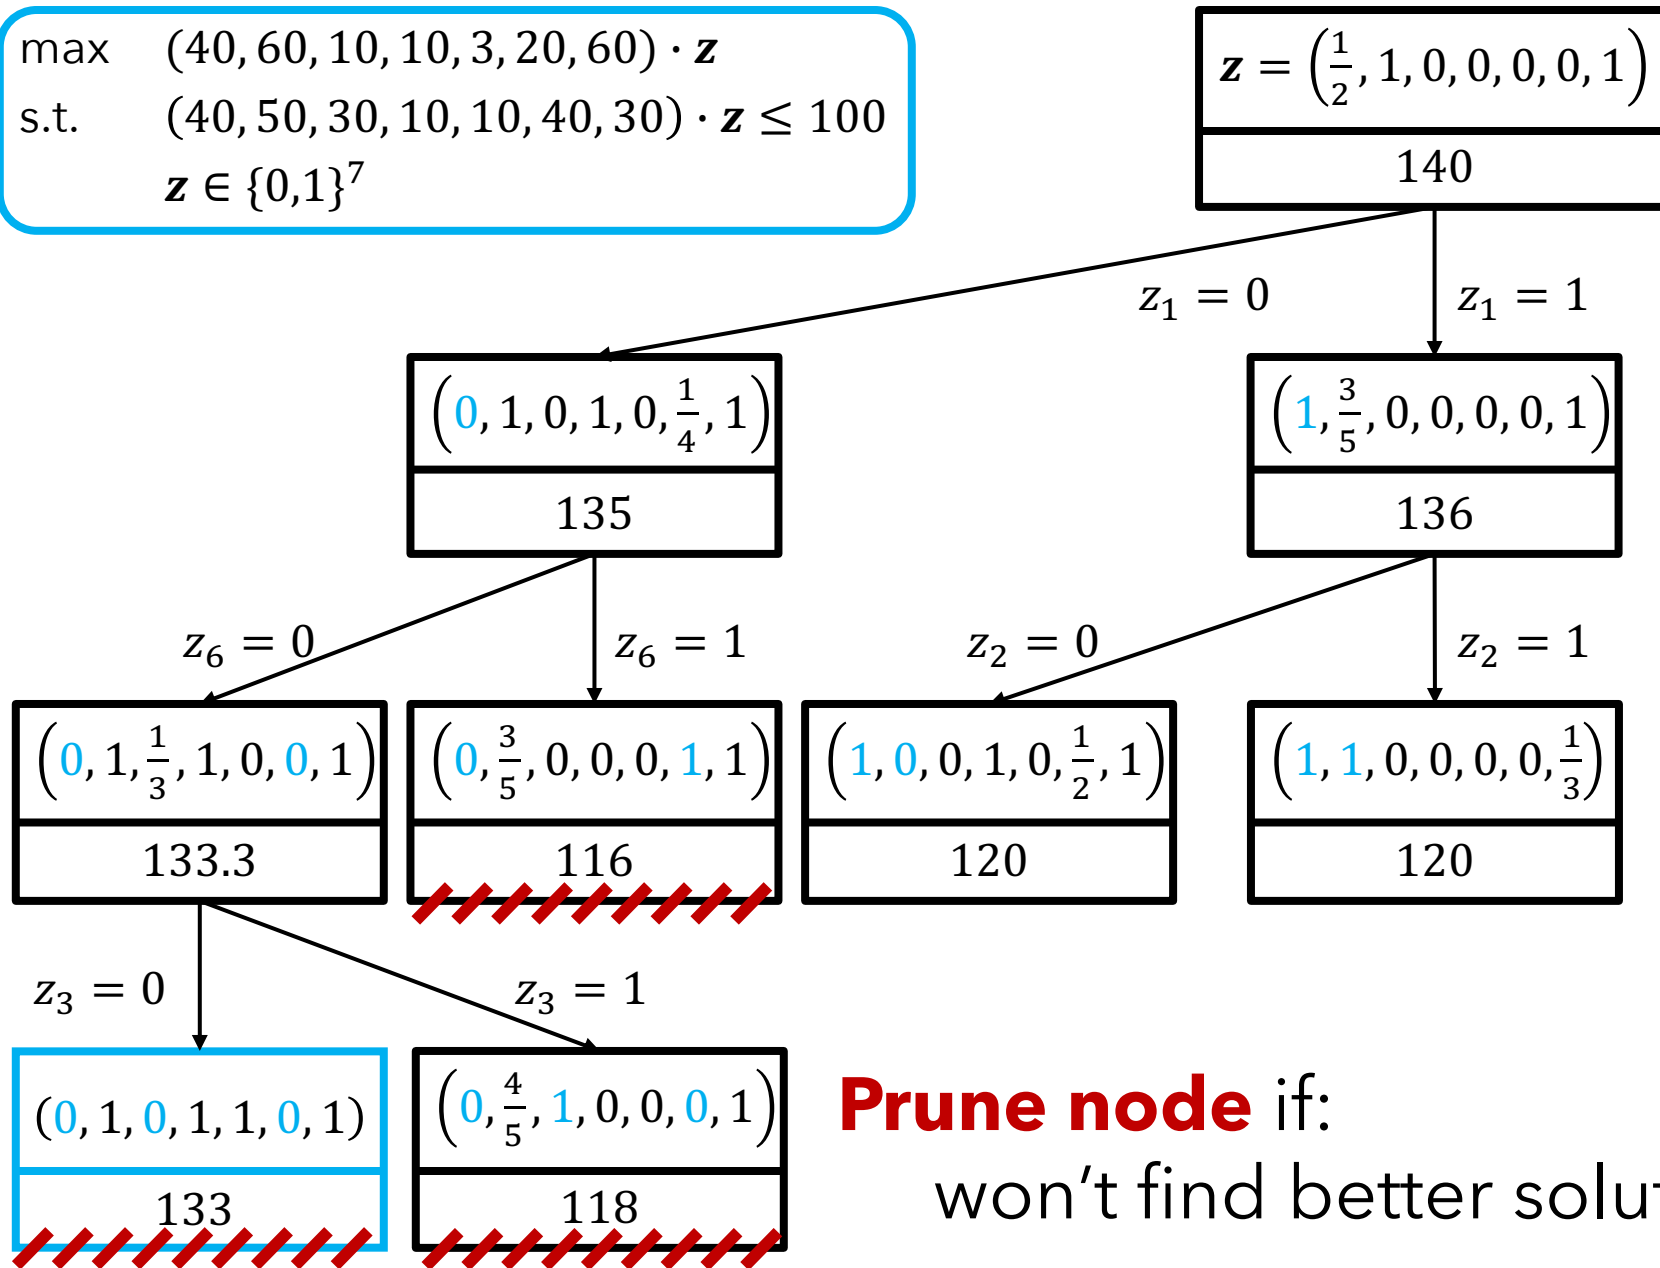 max (40, 60, 10, 10, 3, 20, 60) · z
s.t. (40, 50, 30, 10, 10, 40, 30) · z ≤ 100
z ∈ {0,1}⁷
z = (1/2, 1, 0, 0, 0, 0, 1)
140
z₁ = 0
z₁ = 1
(0, 1, 0, 1, 0, 1/4, 1)
135
(1, 3/5, 0, 0, 0, 0, 1)
136
z₆ = 0
z₆ = 1
z₂ = 0
z₂ = 1
(0, 1, 1/3, 1, 0, 0, 1)
133.3
(0, 3/5, 0, 0, 0, 1, 1)
116
(1, 0, 0, 1, 0, 1/2, 1)
120
(1, 1, 0, 0, 0, 0, 1/3)
120
z₃ = 0
z₃ = 1
(0, 1, 0, 1, 1, 0, 1)
133
(0, 4/5, 1, 0, 0, 0, 1)
118
Prune node if:
won't find better